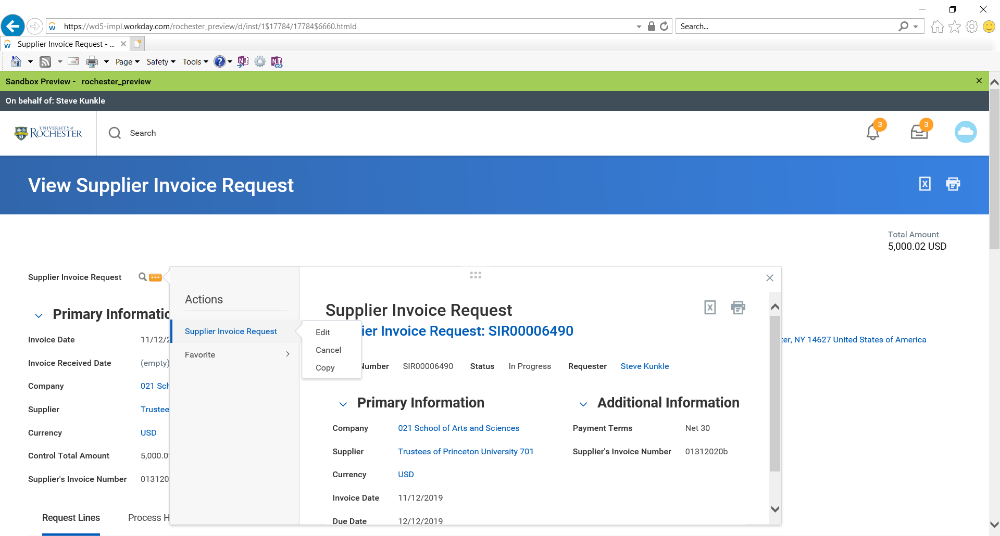 https://wd5-impl.workday.com/rochester_preview/d/inst/1$17784/17784$6660.htmld
Search...
Supplier Invoice Request - ...
Page Safety Tools
Sandbox Preview - rochester_preview
On behalf of: Steve Kunkle
UNIVERSITY of
ROCHESTER
Search
3
3
View Supplier Invoice Request
Total Amount
5,000.02 USD
Supplier Invoice Request
Primary Informatio
Invoice Date 11/12/2
Invoice Received Date (empty)
Company 021 Sch
Supplier Trustee
Currency USD
Control Total Amount 5,000.02
Supplier's Invoice Number 013120
Request Lines Process H
Actions
Supplier Invoice Request
Favorite
Edit
Cancel
Copy
Supplier Invoice Request
ier Invoice Request: SIR00006490
Number SIR00006490 Status In Progress Requester Steve Kunkle
Primary Information
Company 021 School of Arts and Sciences
Supplier Trustees of Princeton University 701
Currency USD
Invoice Date 11/12/2019
Due Date 12/12/2019
Additional Information
Payment Terms Net 30
Supplier's Invoice Number 01312020b
ter, NY 14627 United States of America